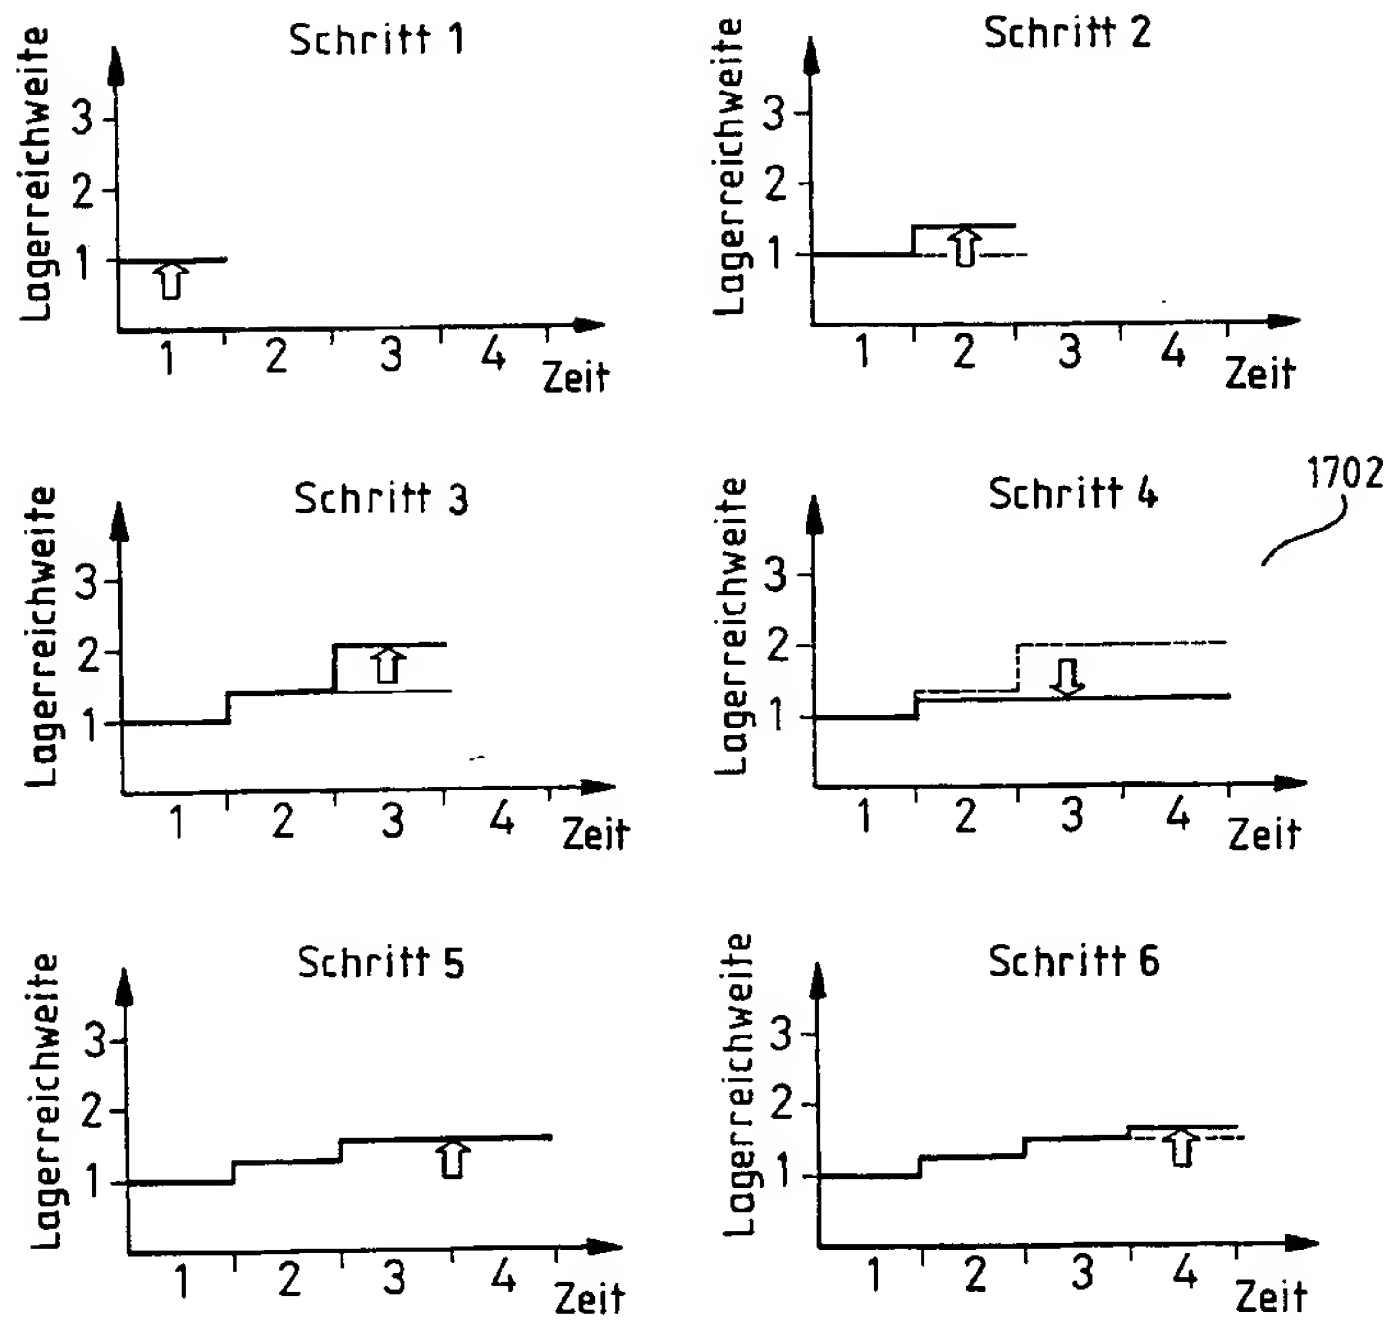 Schritt 1
Lagerreichweite
3
2
1
1 2 3 4
Zeit
Schritt 2
Lagerreichweite
3
2
1
1 2 3 4
Zeit
Schritt 3
Lagerreichweite
3
2
1
1 2 3 4
Zeit
Schritt 4
1702
Lagerreichweite
3
2
1
1 2 3 4
Zeit
Schritt 5
Lagerreichweite
3
2
1
1 2 3 4
Zeit
Schritt 6
Lagerreichweite
3
2
1
1 2 3 4
Zeit